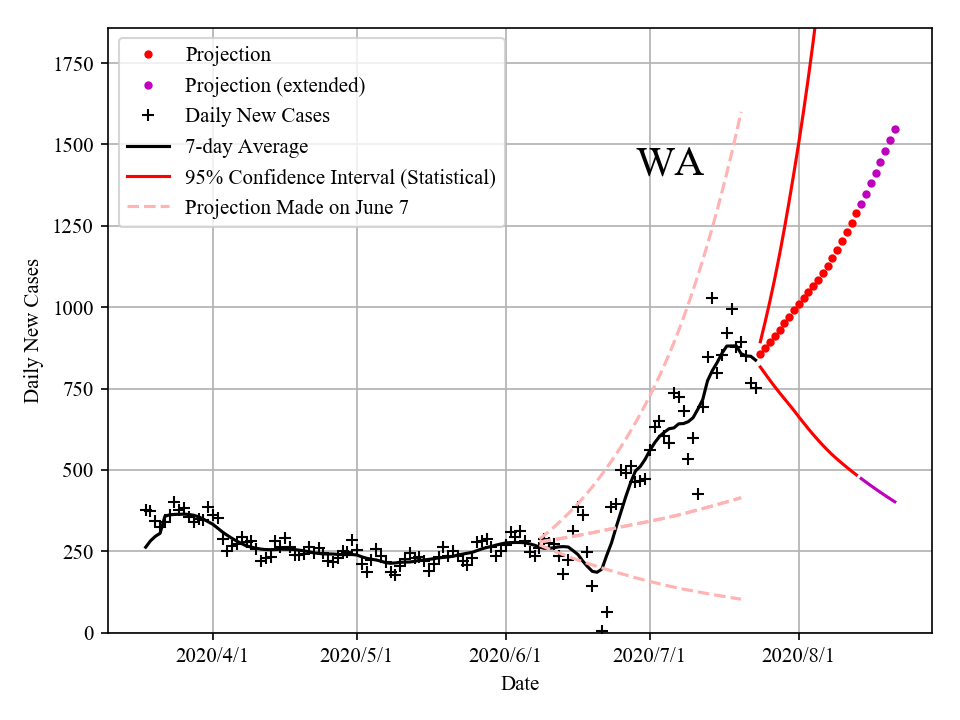 Projection
Projection (extended)
Daily New Cases
7-day Average
95% Confidence Interval (Statistical)
Projection Made on June 7
WA
1750
1500
1250
1000
750
500
250
0
Daily New Cases
2020/4/1 2020/5/1 2020/6/1 2020/7/1 2020/8/1
Date